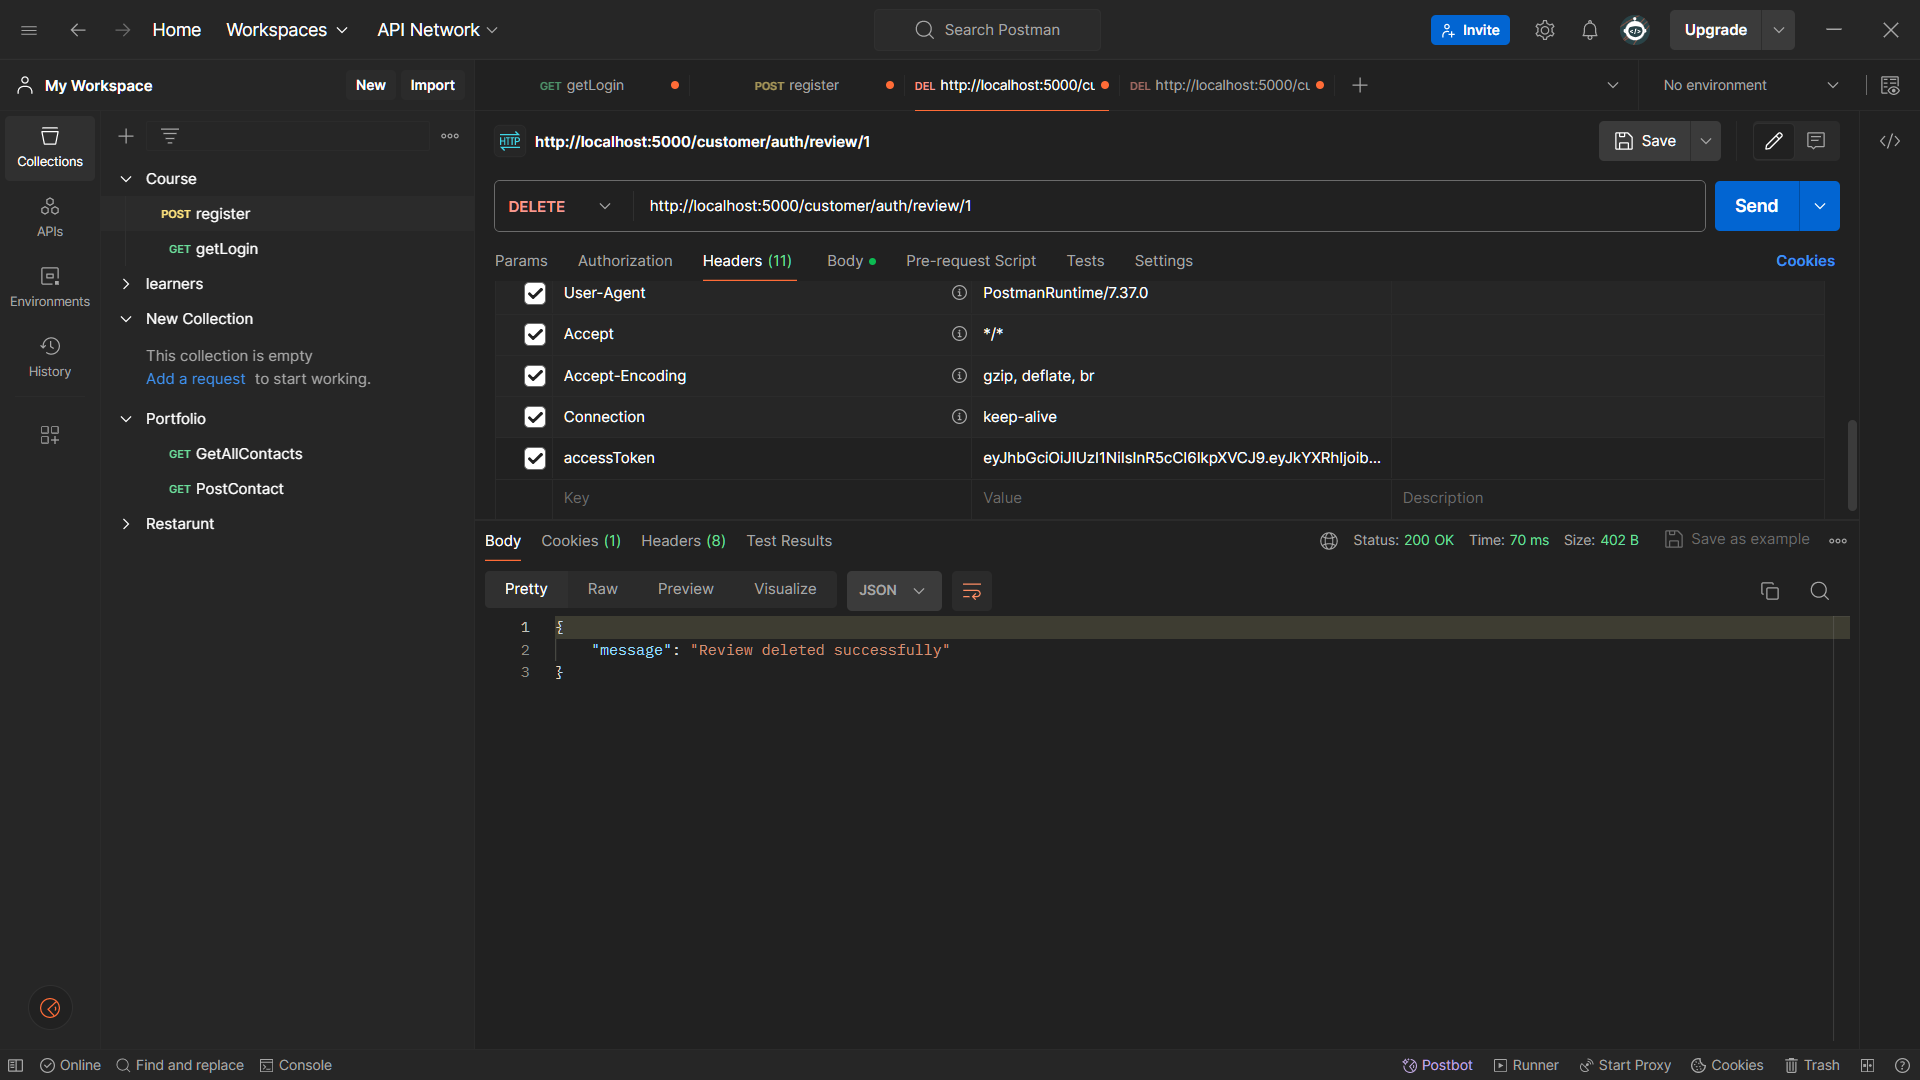 Home
Workspaces
API Network
Search Postman
Invite
Upgrade
My Workspace
New
Import
GET getLogin
POST register
DEL http://localhost:5000/cu
DEL http://localhost:5000/cu
No environment
Collections
APIs
Environments
History
Course
POST register
GET getLogin
learners
New Collection
This collection is empty
Add a request to start working.
Portfolio
GET GetAllContacts
GET PostContact
Restarunt
HTTP http://localhost:5000/customer/auth/review/1
Save
DELETE
http://localhost:5000/customer/auth/review/1
Send
Params
Authorization
Headers (11)
Body
Pre-request Script
Tests
Settings
Cookies
User-Agent PostmanRuntime/7.37.0
Accept */*
Accept-Encoding gzip, deflate, br
Connection keep-alive
accessToken eyJhbGciOiJIUzI1NiIsInR5cCI6IkpXVCJ9.eyJkYXRhIjoib...
Key Value Description
Body
Cookies (1)
Headers (8)
Test Results
Status: 200 OK
Time: 70 ms
Size: 402 B
Save as example
Pretty
Raw
Preview
Visualize
JSON
1 {
2 "message": "Review deleted successfully"
3 }
Online
Find and replace
Console
Postbot
Runner
Start Proxy
Cookies
Trash